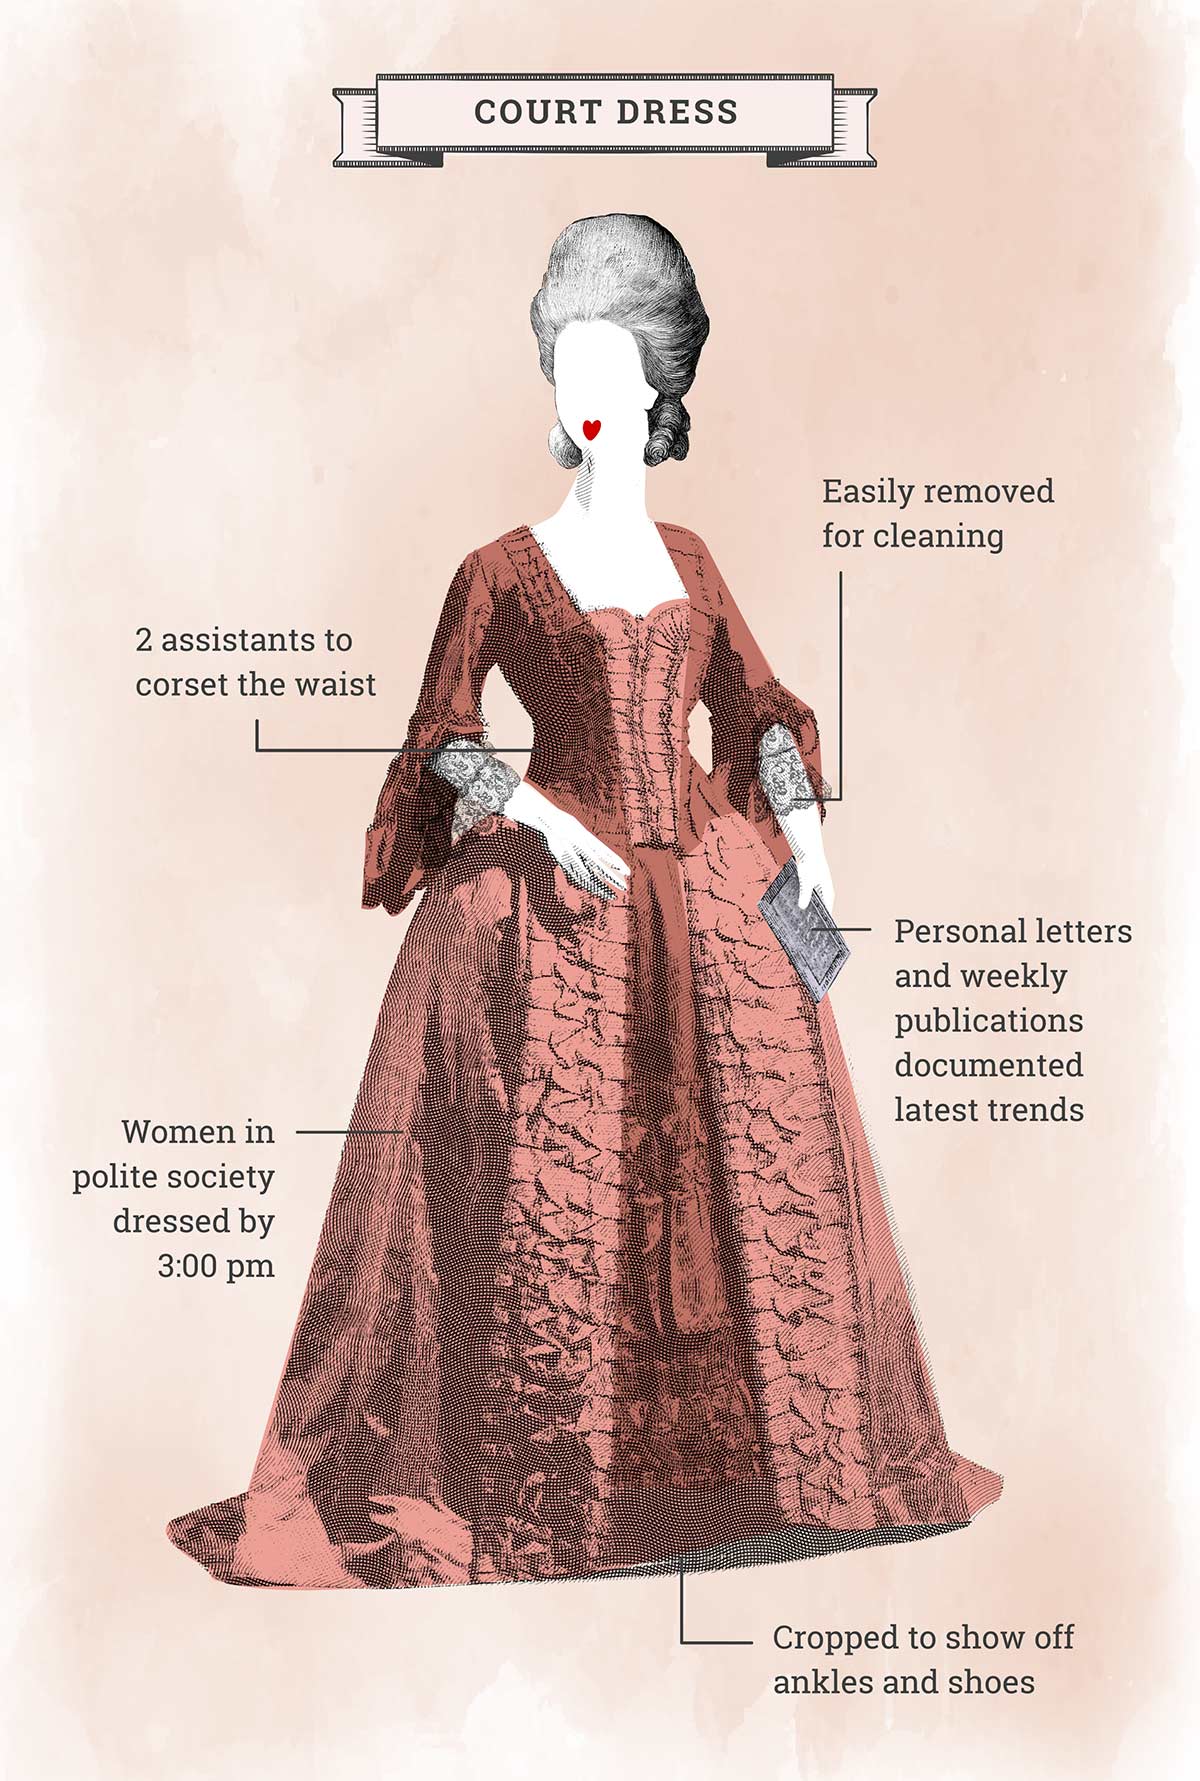 COURT DRESS
Easily removed
for cleaning
2 assistants to
corset the waist
Personal letters
and weekly
publications
documented
latest trends
Women in
polite society
dressed by
3:00 pm
Cropped to show off
ankles and shoes